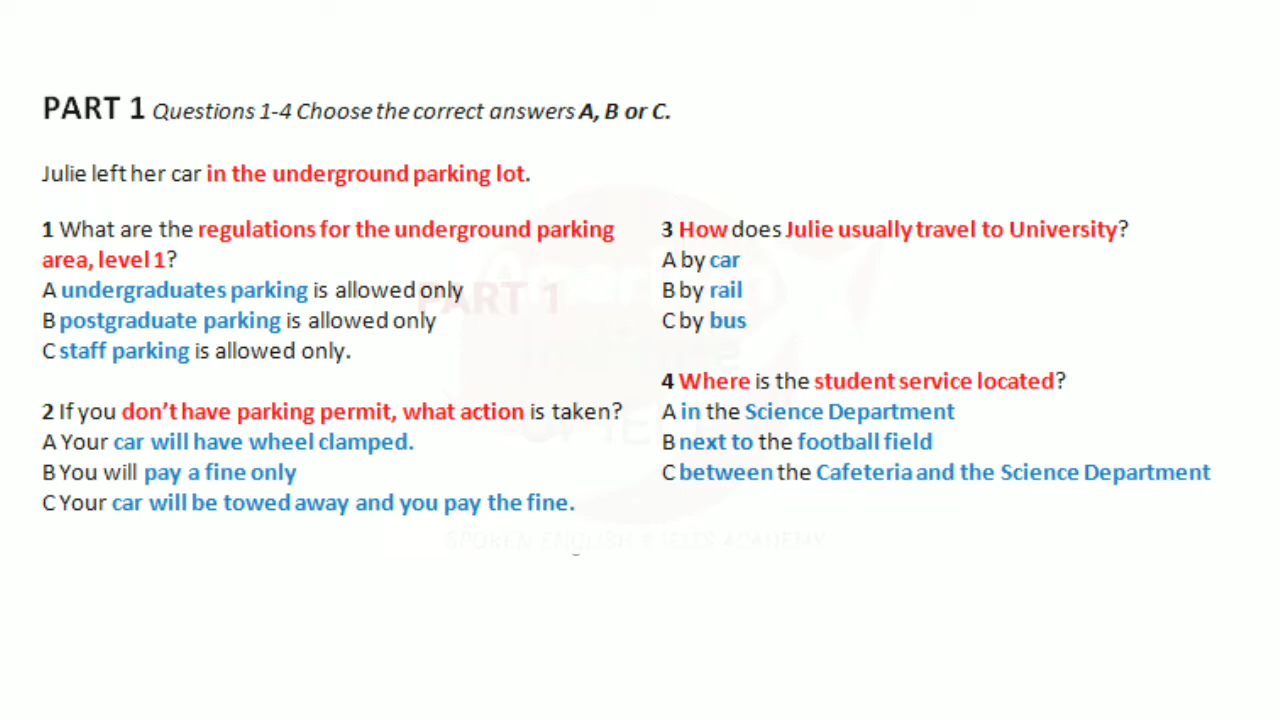 PART 1 Questions 1-4 Choose the correct answers A, B or C.
Julie left her car in the underground parking lot.
1 What are the regulations for the underground parking
area, level 1?
A undergraduates parking is allowed only
B postgraduate parking is allowed only
C staff parking is allowed only.
2 If you don't have parking permit, what action is taken?
A Your car will have wheel clamped.
B You will pay a fine only
C Your car will be towed away and you pay the fine.
3 How does Julie usually travel to University?
A by car
B by rail
C by bus
4 Where is the student service located?
A in the Science Department
B next to the football field
C between the Cafeteria and the Science Department
PART 1
SPOKEN ENGLISH & IELTS ACADEMY